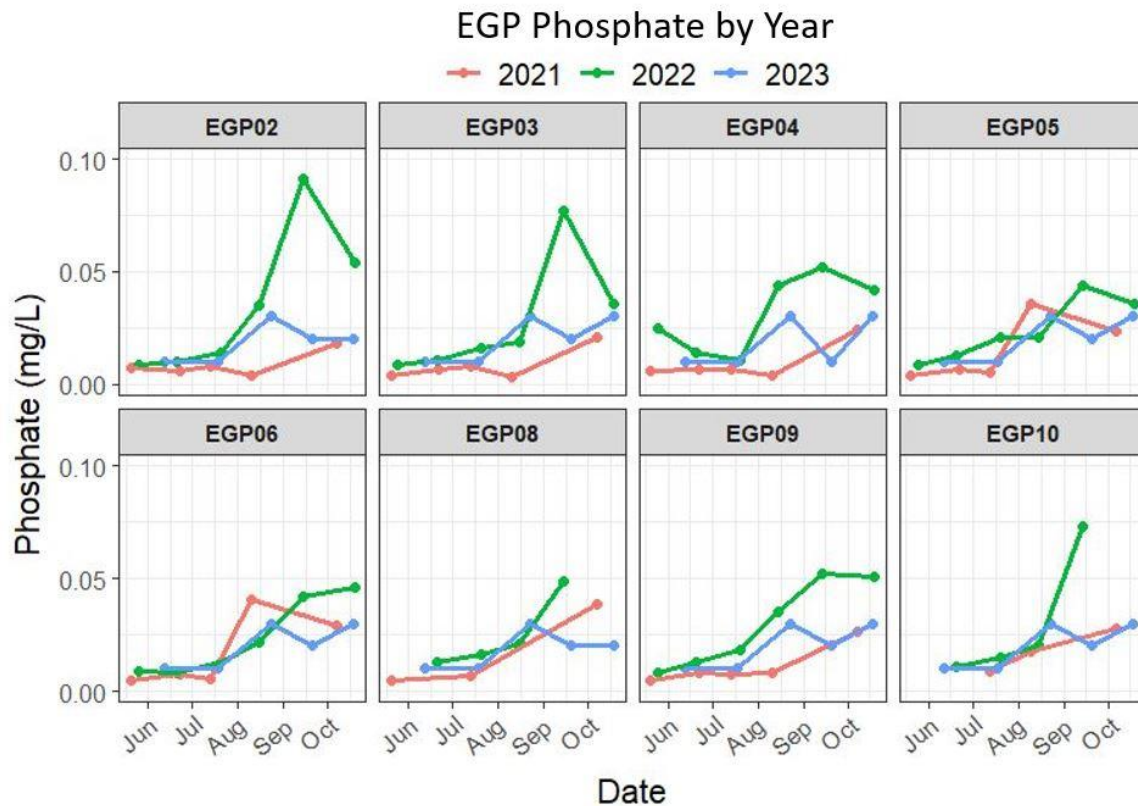 EGP Phosphate by Year
2021 2022 2023
EGP02 EGP03 EGP04 EGP05
0.10
0.05
0.00
EGP06 EGP08 EGP09 EGP10
0.10
0.05
0.00
Phosphate (mg/L)
Jun Jul Aug Sep Oct Jun Jul Aug Sep Oct Jun Jul Aug Sep Oct Jun Jul Aug Sep Oct
Date